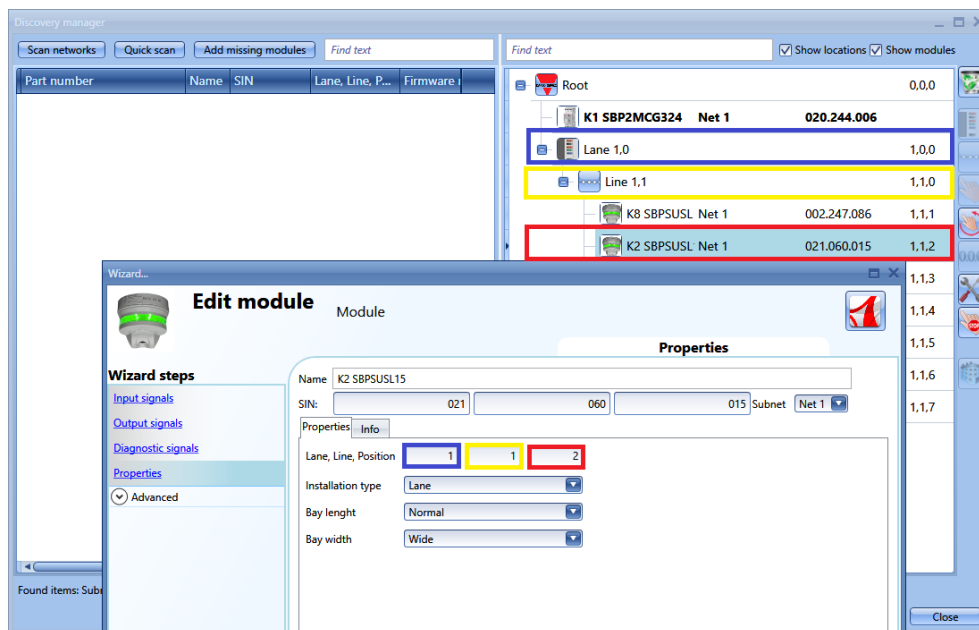 Discovery manager
Scan networks Quick scan Add missing modules Find text Find text Show locations Show modules
Part number Name SIN Lane, Line, P... Firmware
Root 0,0,0
K1 SBP2MCG324 Net 1 020.244.006
Lane 1,0 1,0,0
Line 1,1 1,1,0
K8 SBPSUSL Net 1 002.247.086 1,1,1
K2 SBPSUSL Net 1 021.060.015 1,1,2
1,1,3
1,1,4
1,1,5
1,1,6
1,1,7
Wizard...
Edit module Module
Properties
Wizard steps
Input signals
Output signals
Diagnostic signals
Properties
Advanced
Name K2 SBPSUSL15
SIN: 021 060 015 Subnet Net 1
Properties Info
Lane, Line, Position 1 1 2
Installation type Lane
Bay lenght Normal
Bay width Wide
Found items: Sub
Close
STOP